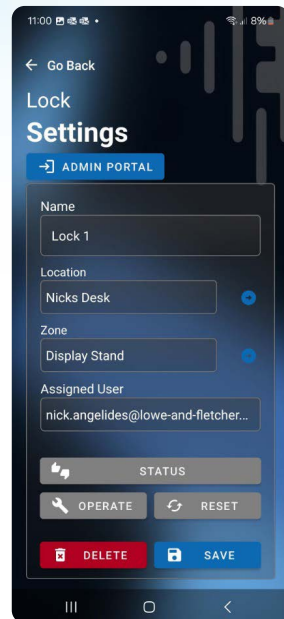 11:00
8%
Go Back
Lock
Settings
ADMIN PORTAL
Name
Lock 1
Location
Nicks Desk
Zone
Display Stand
Assigned User
nick.angelides@lowe-and-fletcher...
STATUS
OPERATE
RESET
DELETE
SAVE